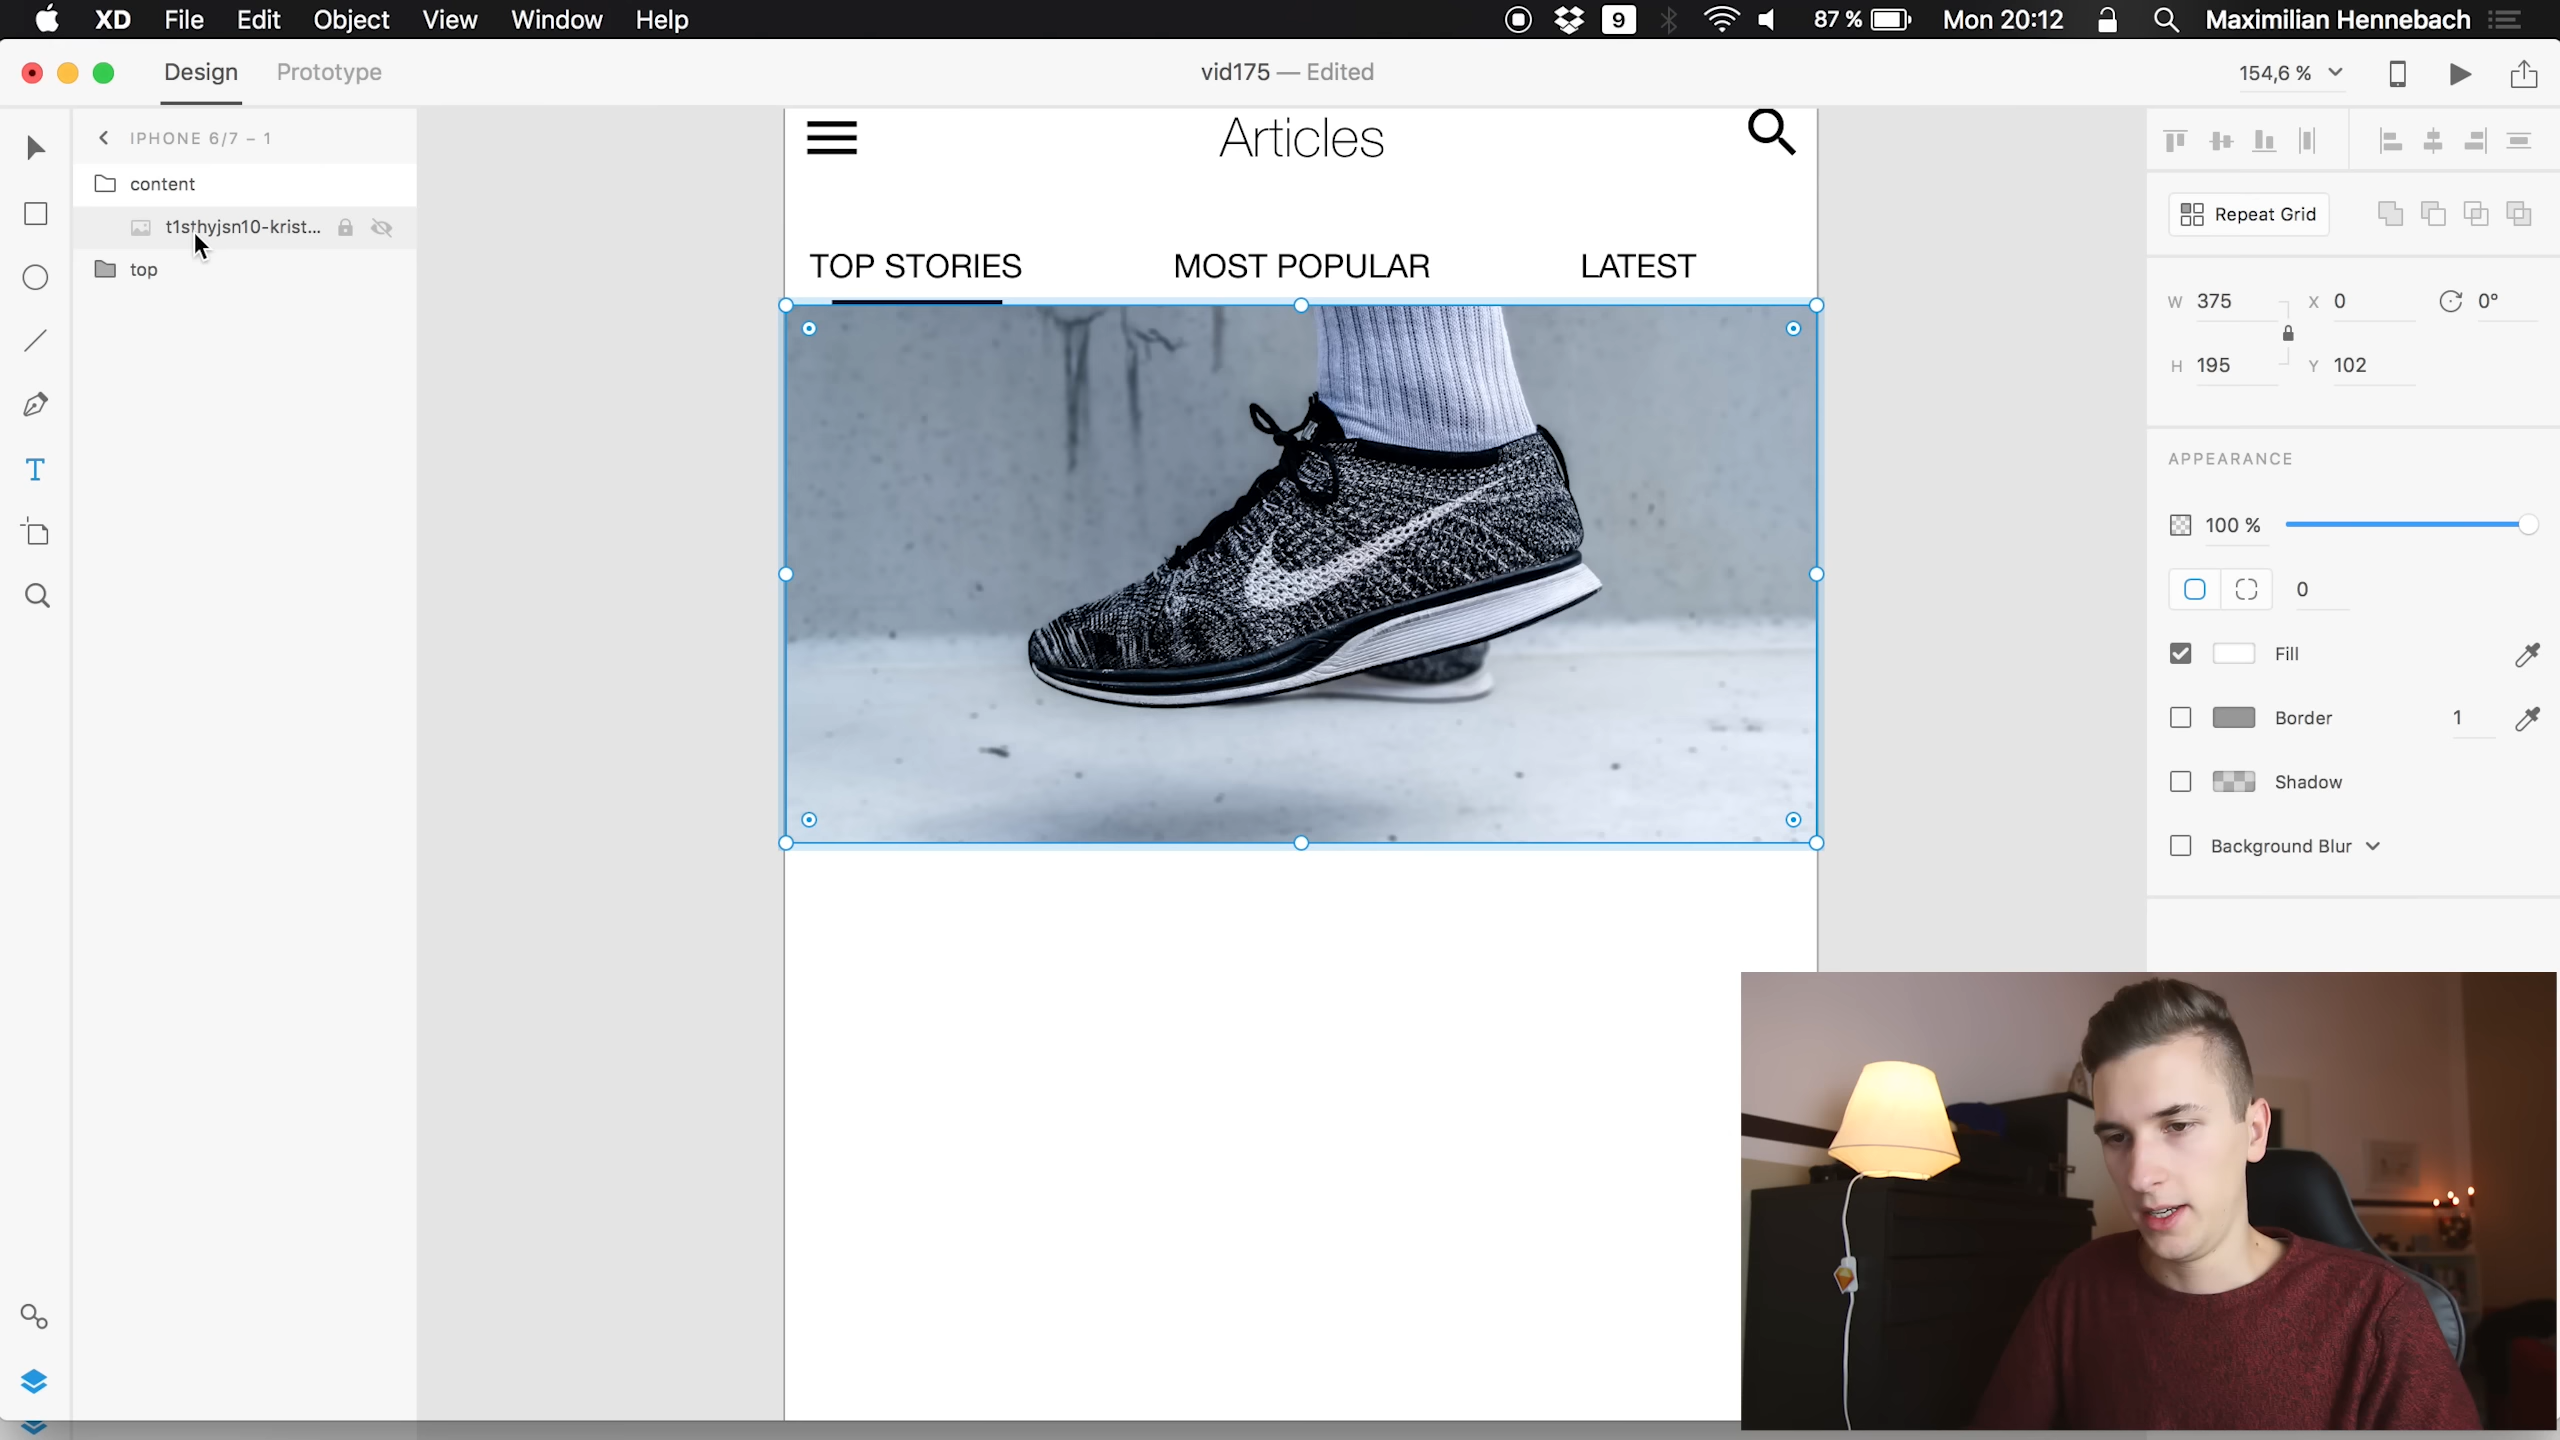 XD File Edit Object View Window Help 9 87 % Mon 20:12 Maximilian Hennebach
Design Prototype vid175 — Edited 154,6 %
IPHONE 6/7 – 1
content
t1sthyjsn10-krist...
top
Articles
TOP STORIES MOST POPULAR LATEST
T
Repeat Grid
W 375 X 0 0°
H 195 Y 102
APPEARANCE
100 %
0
Fill
Border 1
Shadow
Background Blur